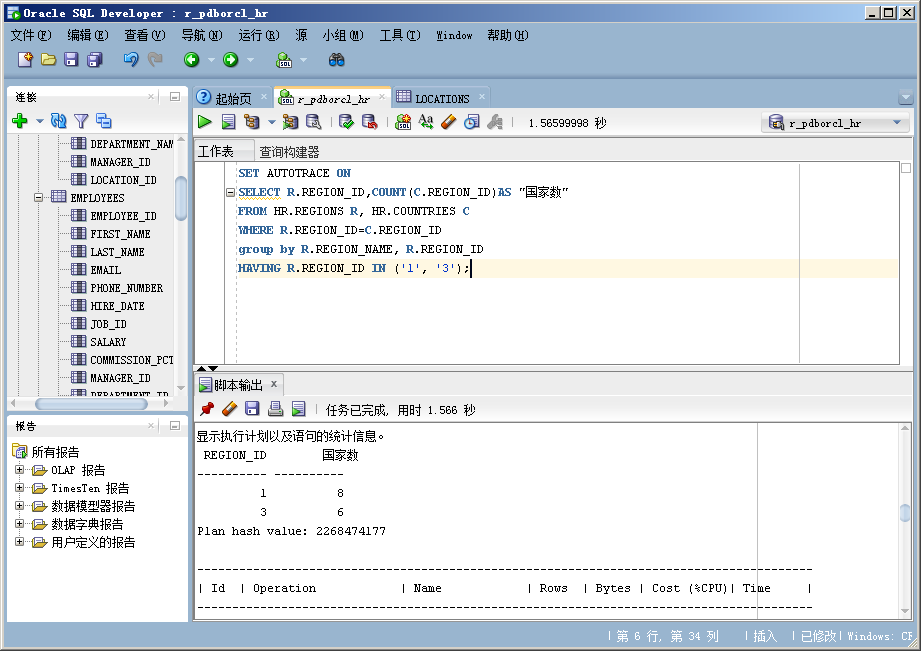 Oracle SQL Developer : r_pdborcl_hr
文件(F) 编辑(E) 查看(V) 导航(N) 运行(R) 源 小组(M) 工具(T) Window 帮助(H)
连接
起始页 r_pdborcl_hr LOCATIONS
1.56599998 秒 r_pdborcl_hr
工作表 查询构建器
DEPARTMENT_NAM
MANAGER_ID
LOCATION_ID
EMPLOYEES
EMPLOYEE_ID
FIRST_NAME
LAST_NAME
EMAIL
PHONE_NUMBER
HIRE_DATE
JOB_ID
SALARY
COMMISSION_PCT
MANAGER_ID
DEPARTMENT_ID
SET AUTOTRACE ON
SELECT R.REGION_ID,COUNT(C.REGION_ID)AS "国家数"
FROM HR.REGIONS R, HR.COUNTRIES C
WHERE R.REGION_ID=C.REGION_ID
group by R.REGION_NAME, R.REGION_ID
HAVING R.REGION_ID IN ('1', '3');
报告
所有报告
OLAP 报告
TimesTen 报告
数据模型器报告
数据字典报告
用户定义的报告
脚本输出 x
任务已完成, 用时 1.566 秒
显示执行计划以及语句的统计信息。
REGION_ID 国家数
---------- ----------
1 8
3 6
Plan hash value: 2268474177
----------------------------------------------------------------------------------------
| Id | Operation | Name | Rows | Bytes | Cost (%CPU)| Time |
----------------------------------------------------------------------------------------
第 6 行, 第 34 列 | 插入 | 已修改| Windows: CR